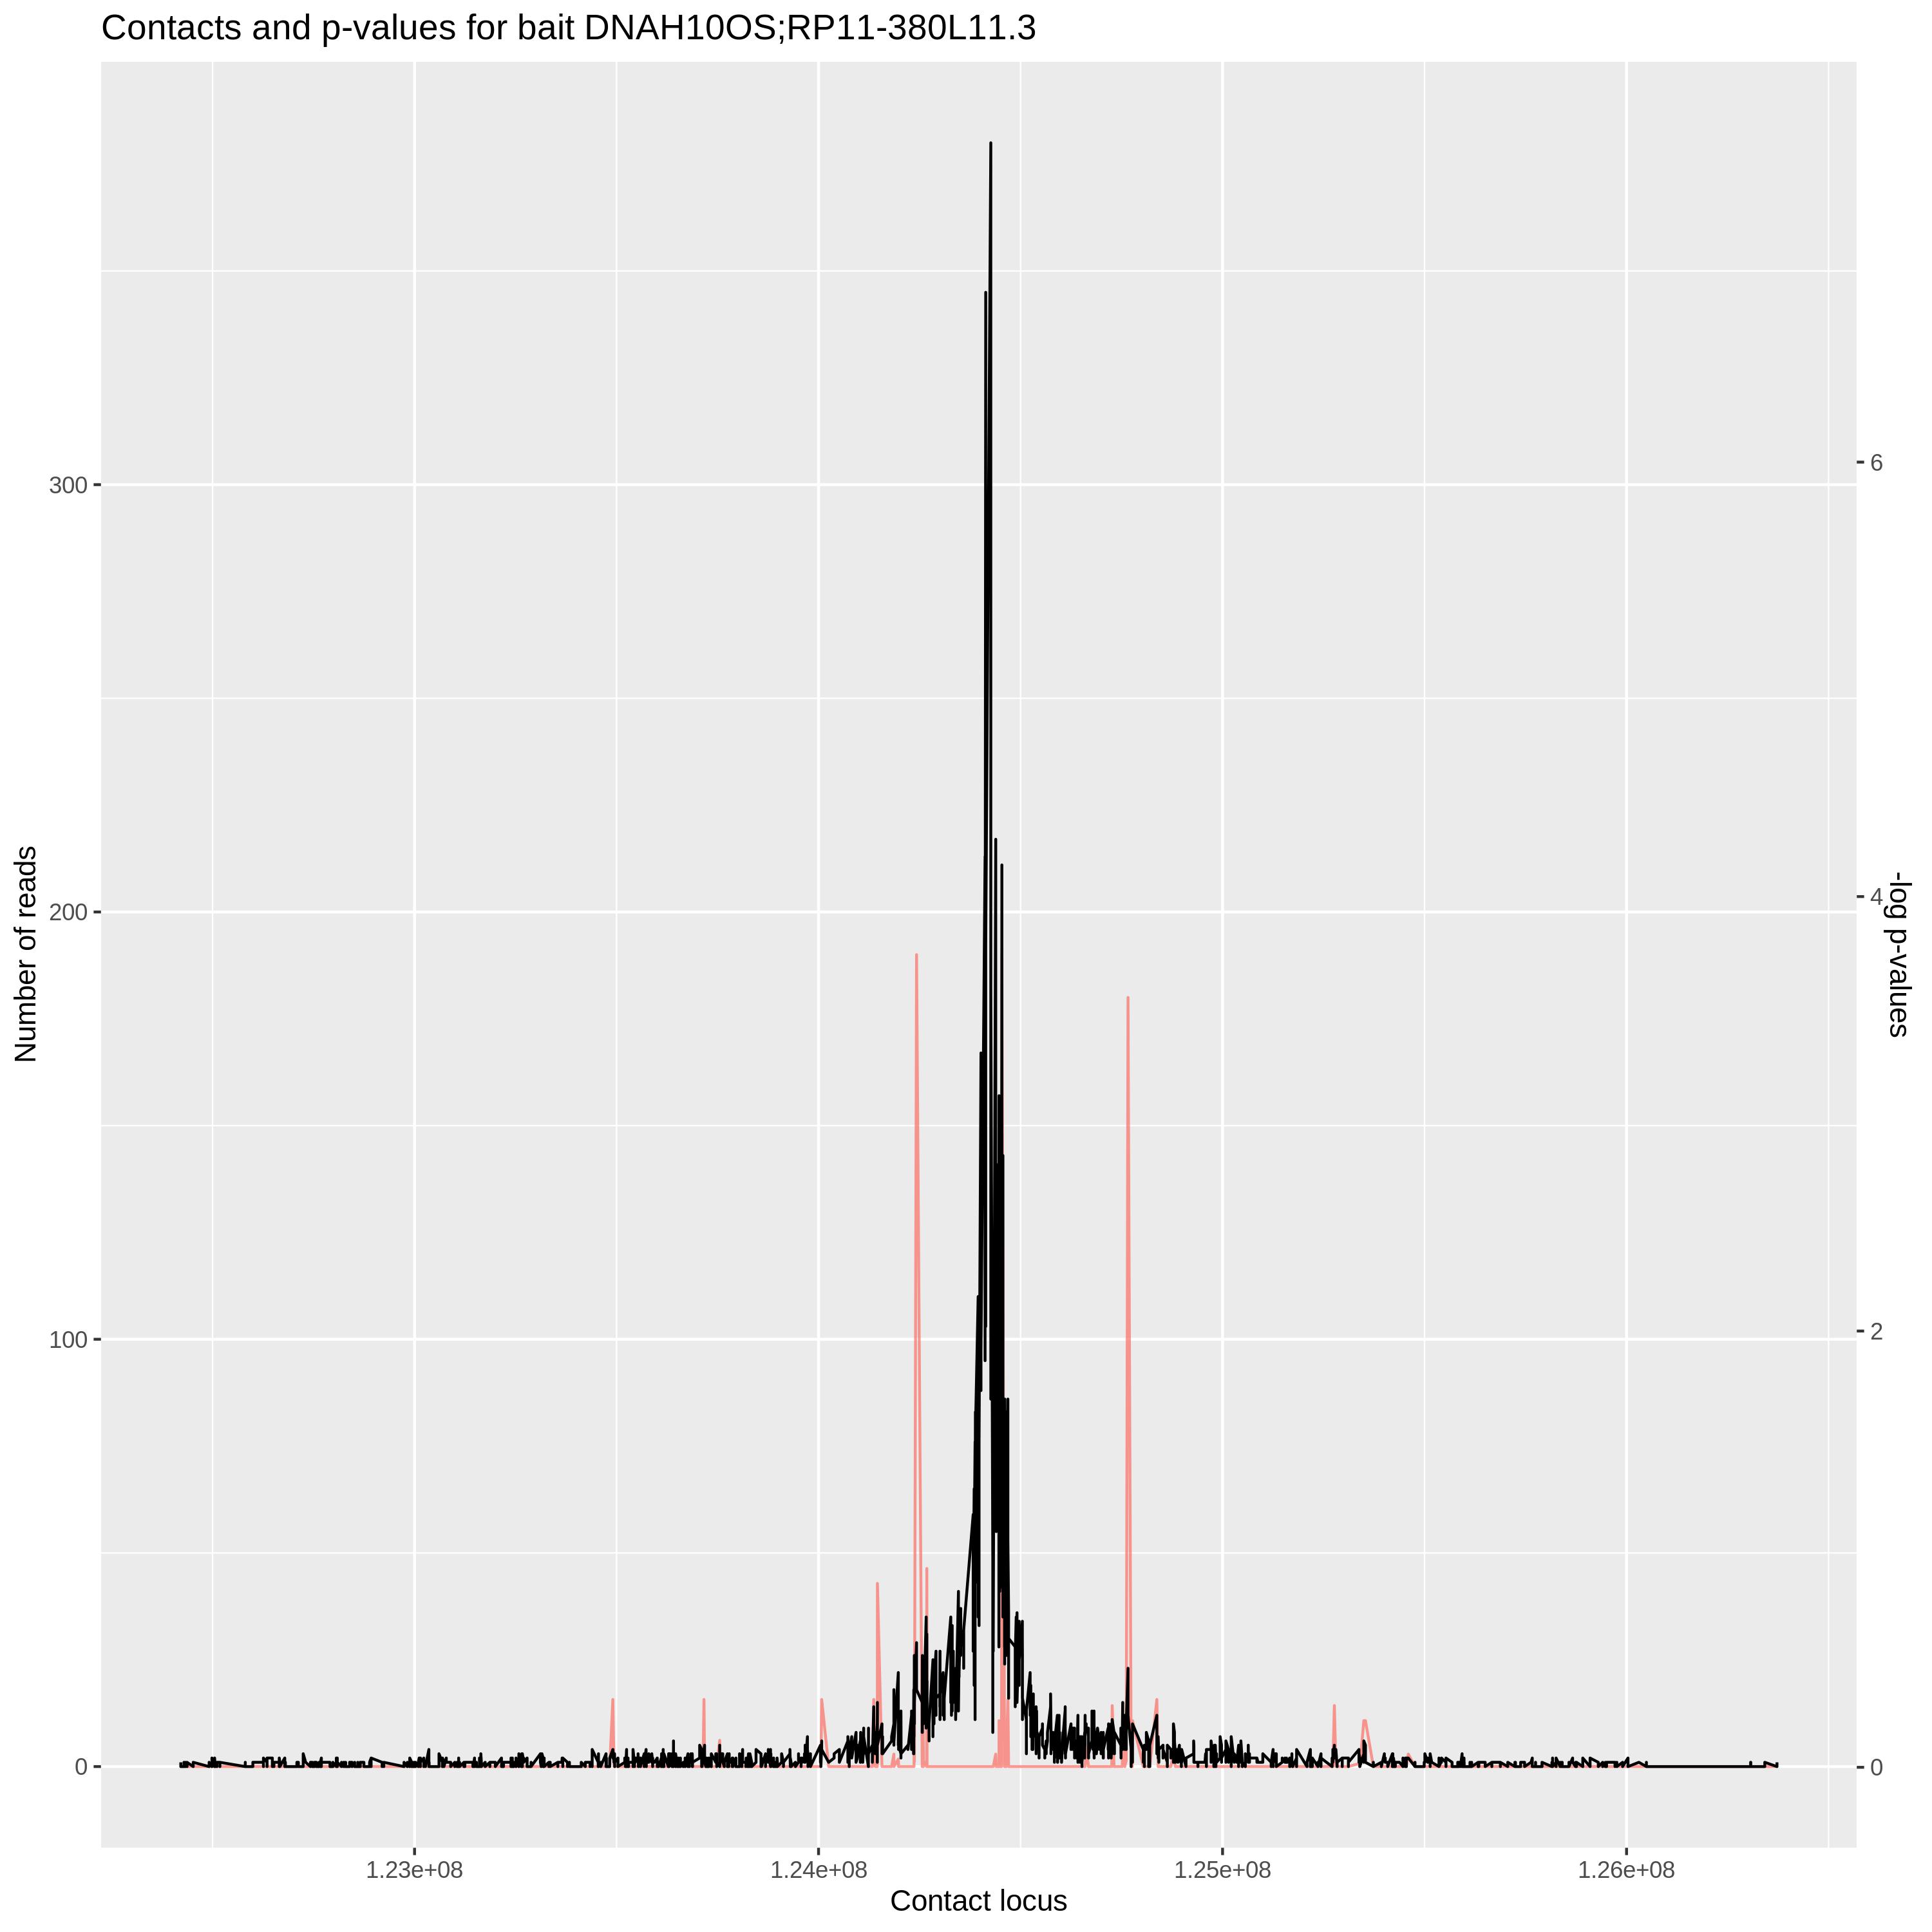 Contacts and p-values for bait DNAH10OS;RP11-380L11.3
Number of reads
300
200
100
0
6
4
2
0
-log p-values
1.23e+08
1.24e+08
1.25e+08
1.26e+08
Contact locus